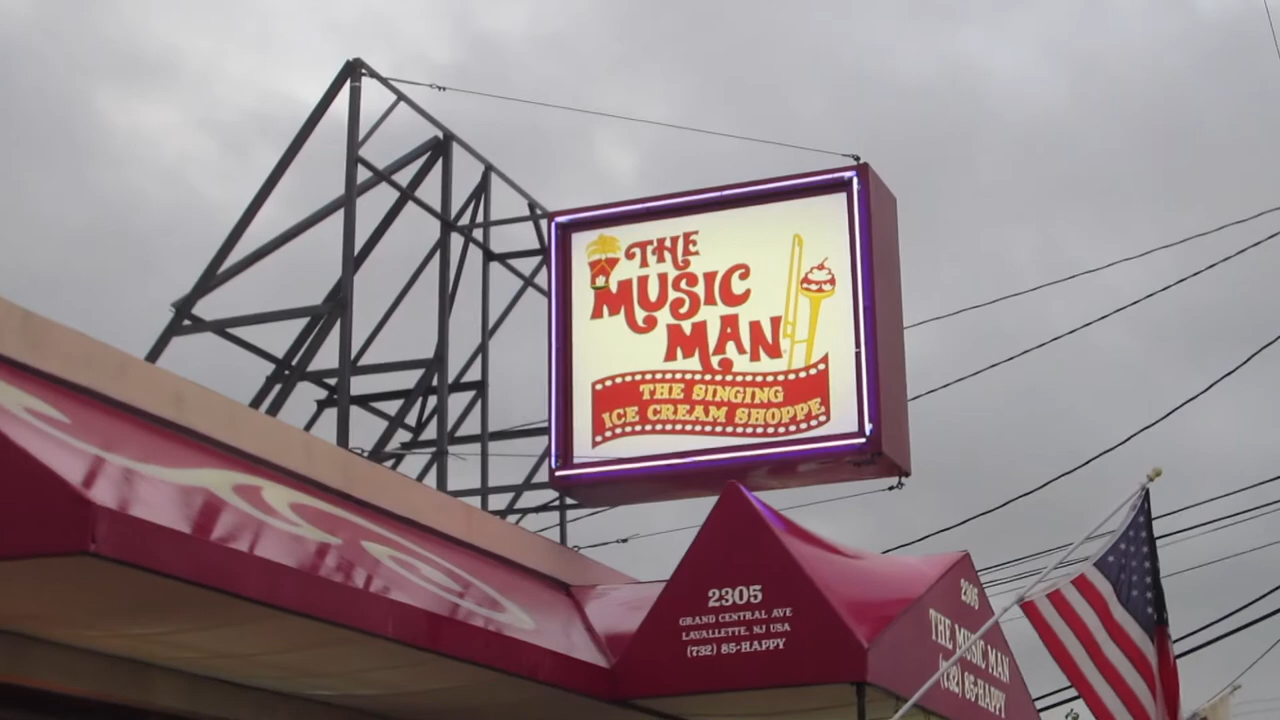 THE
MUSIC
MAN
THE SINGING
ICE CREAM SHOPPE
2305
GRAND CENTRAL AVE
LAVALLETTE, NJ USA
(732) 85-HAPPY
2305
THE MUSIC MAN
(732) 85-HAPPY